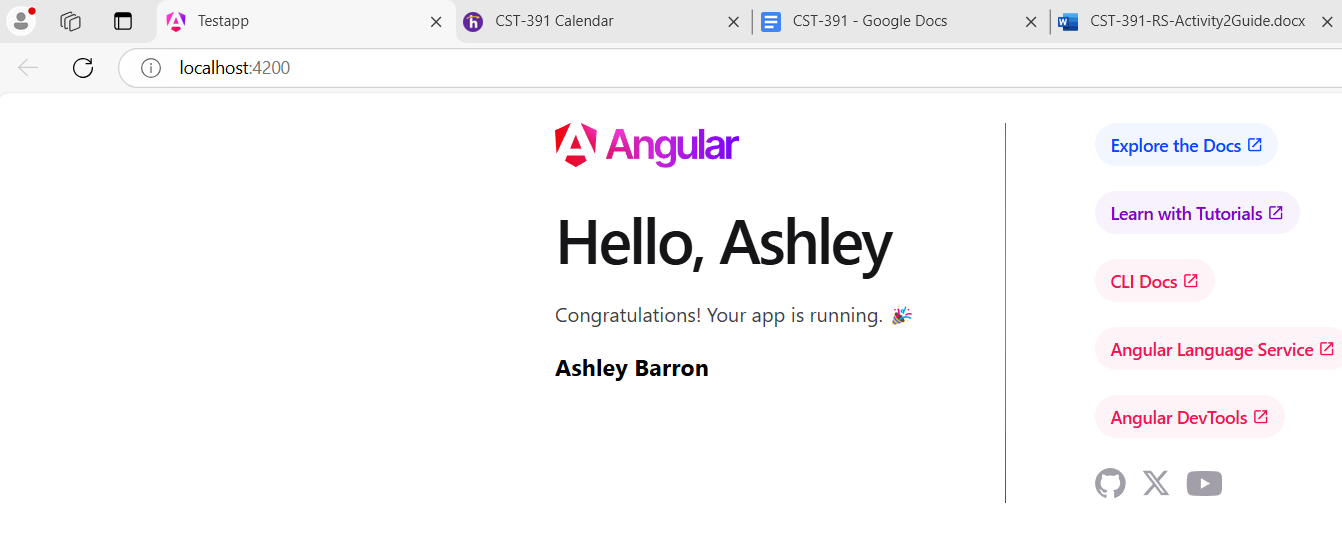 Testapp
CST-391 Calendar
CST-391 - Google Docs
CST-391-RS-Activity2Guide.docx
localhost:4200
Angular
Hello, Ashley
Congratulations! Your app is running. 🎉
Ashley Barron
Explore the Docs
Learn with Tutorials
CLI Docs
Angular Language Service
Angular DevTools